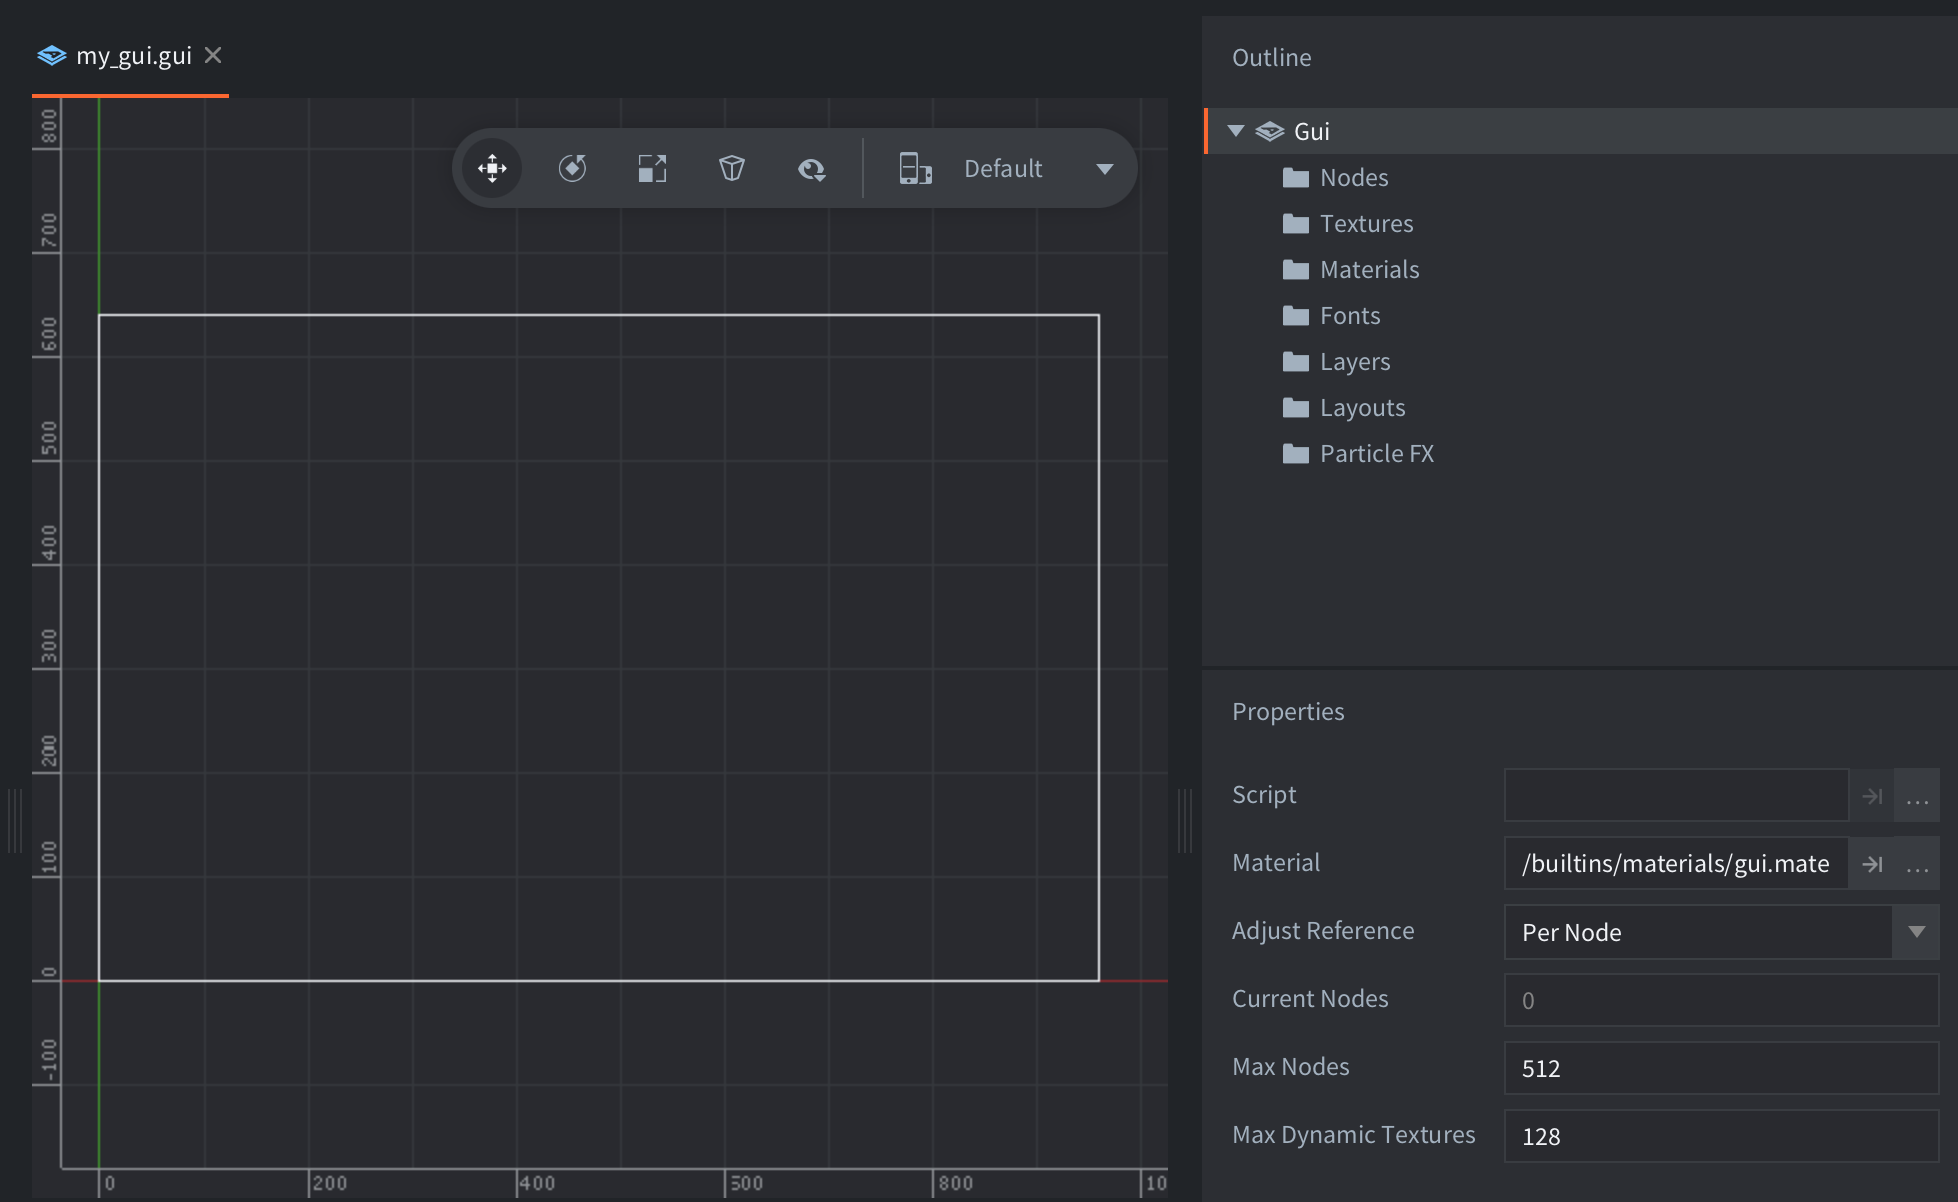 my_gui.gui
Default
800
700
600
500
400
300
200
100
0
-100
0
200
400
500
800
10
Outline
Gui
Nodes
Textures
Materials
Fonts
Layers
Layouts
Particle FX
Properties
Script
...
Material /builtins/materials/gui.mate ...
Adjust Reference Per Node
Current Nodes 0
Max Nodes 512
Max Dynamic Textures 128